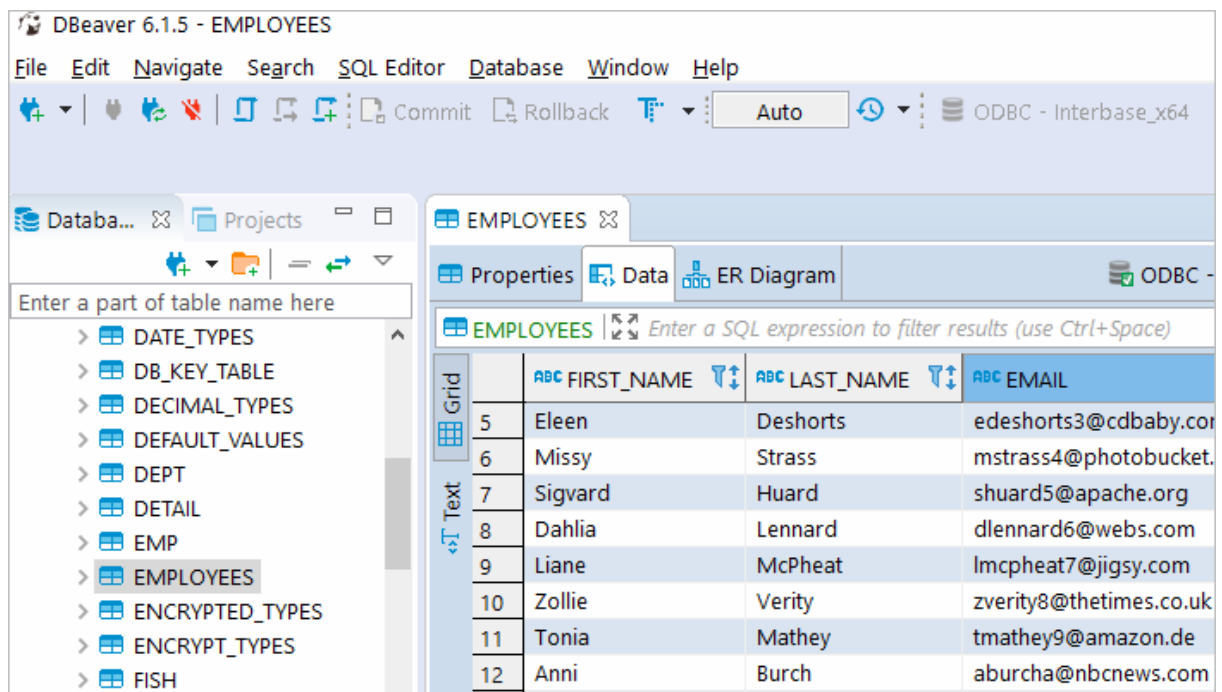 DBeaver 6.1.5 - EMPLOYEES
File Edit Navigate Search SQL Editor Database Window Help
Commit Rollback T Auto ODBC - Interbase_x64
Databa... Projects
Enter a part of table name here
DATE_TYPES
DB_KEY_TABLE
DECIMAL_TYPES
DEFAULT_VALUES
DEPT
DETAIL
EMP
EMPLOYEES
ENCRYPTED_TYPES
ENCRYPT_TYPES
FISH
EMPLOYEES
Properties Data ER Diagram ODBC -
EMPLOYEES Enter a SQL expression to filter results (use Ctrl+Space)
Grid
Text
ABC FIRST_NAME ABC LAST_NAME ABC EMAIL
5 Eleen Deshorts edeshorts3@cdbaby.cor
6 Missy Strass mstrass4@photobucket.
7 Sigvard Huard shuard5@apache.org
8 Dahlia Lennard dlennard6@webs.com
9 Liane McPheat lmcpheat7@jigsy.com
10 Zollie Verity zverity8@thetimes.co.uk
11 Tonia Mathey tmathey9@amazon.de
12 Anni Burch aburcha@nbcnews.com